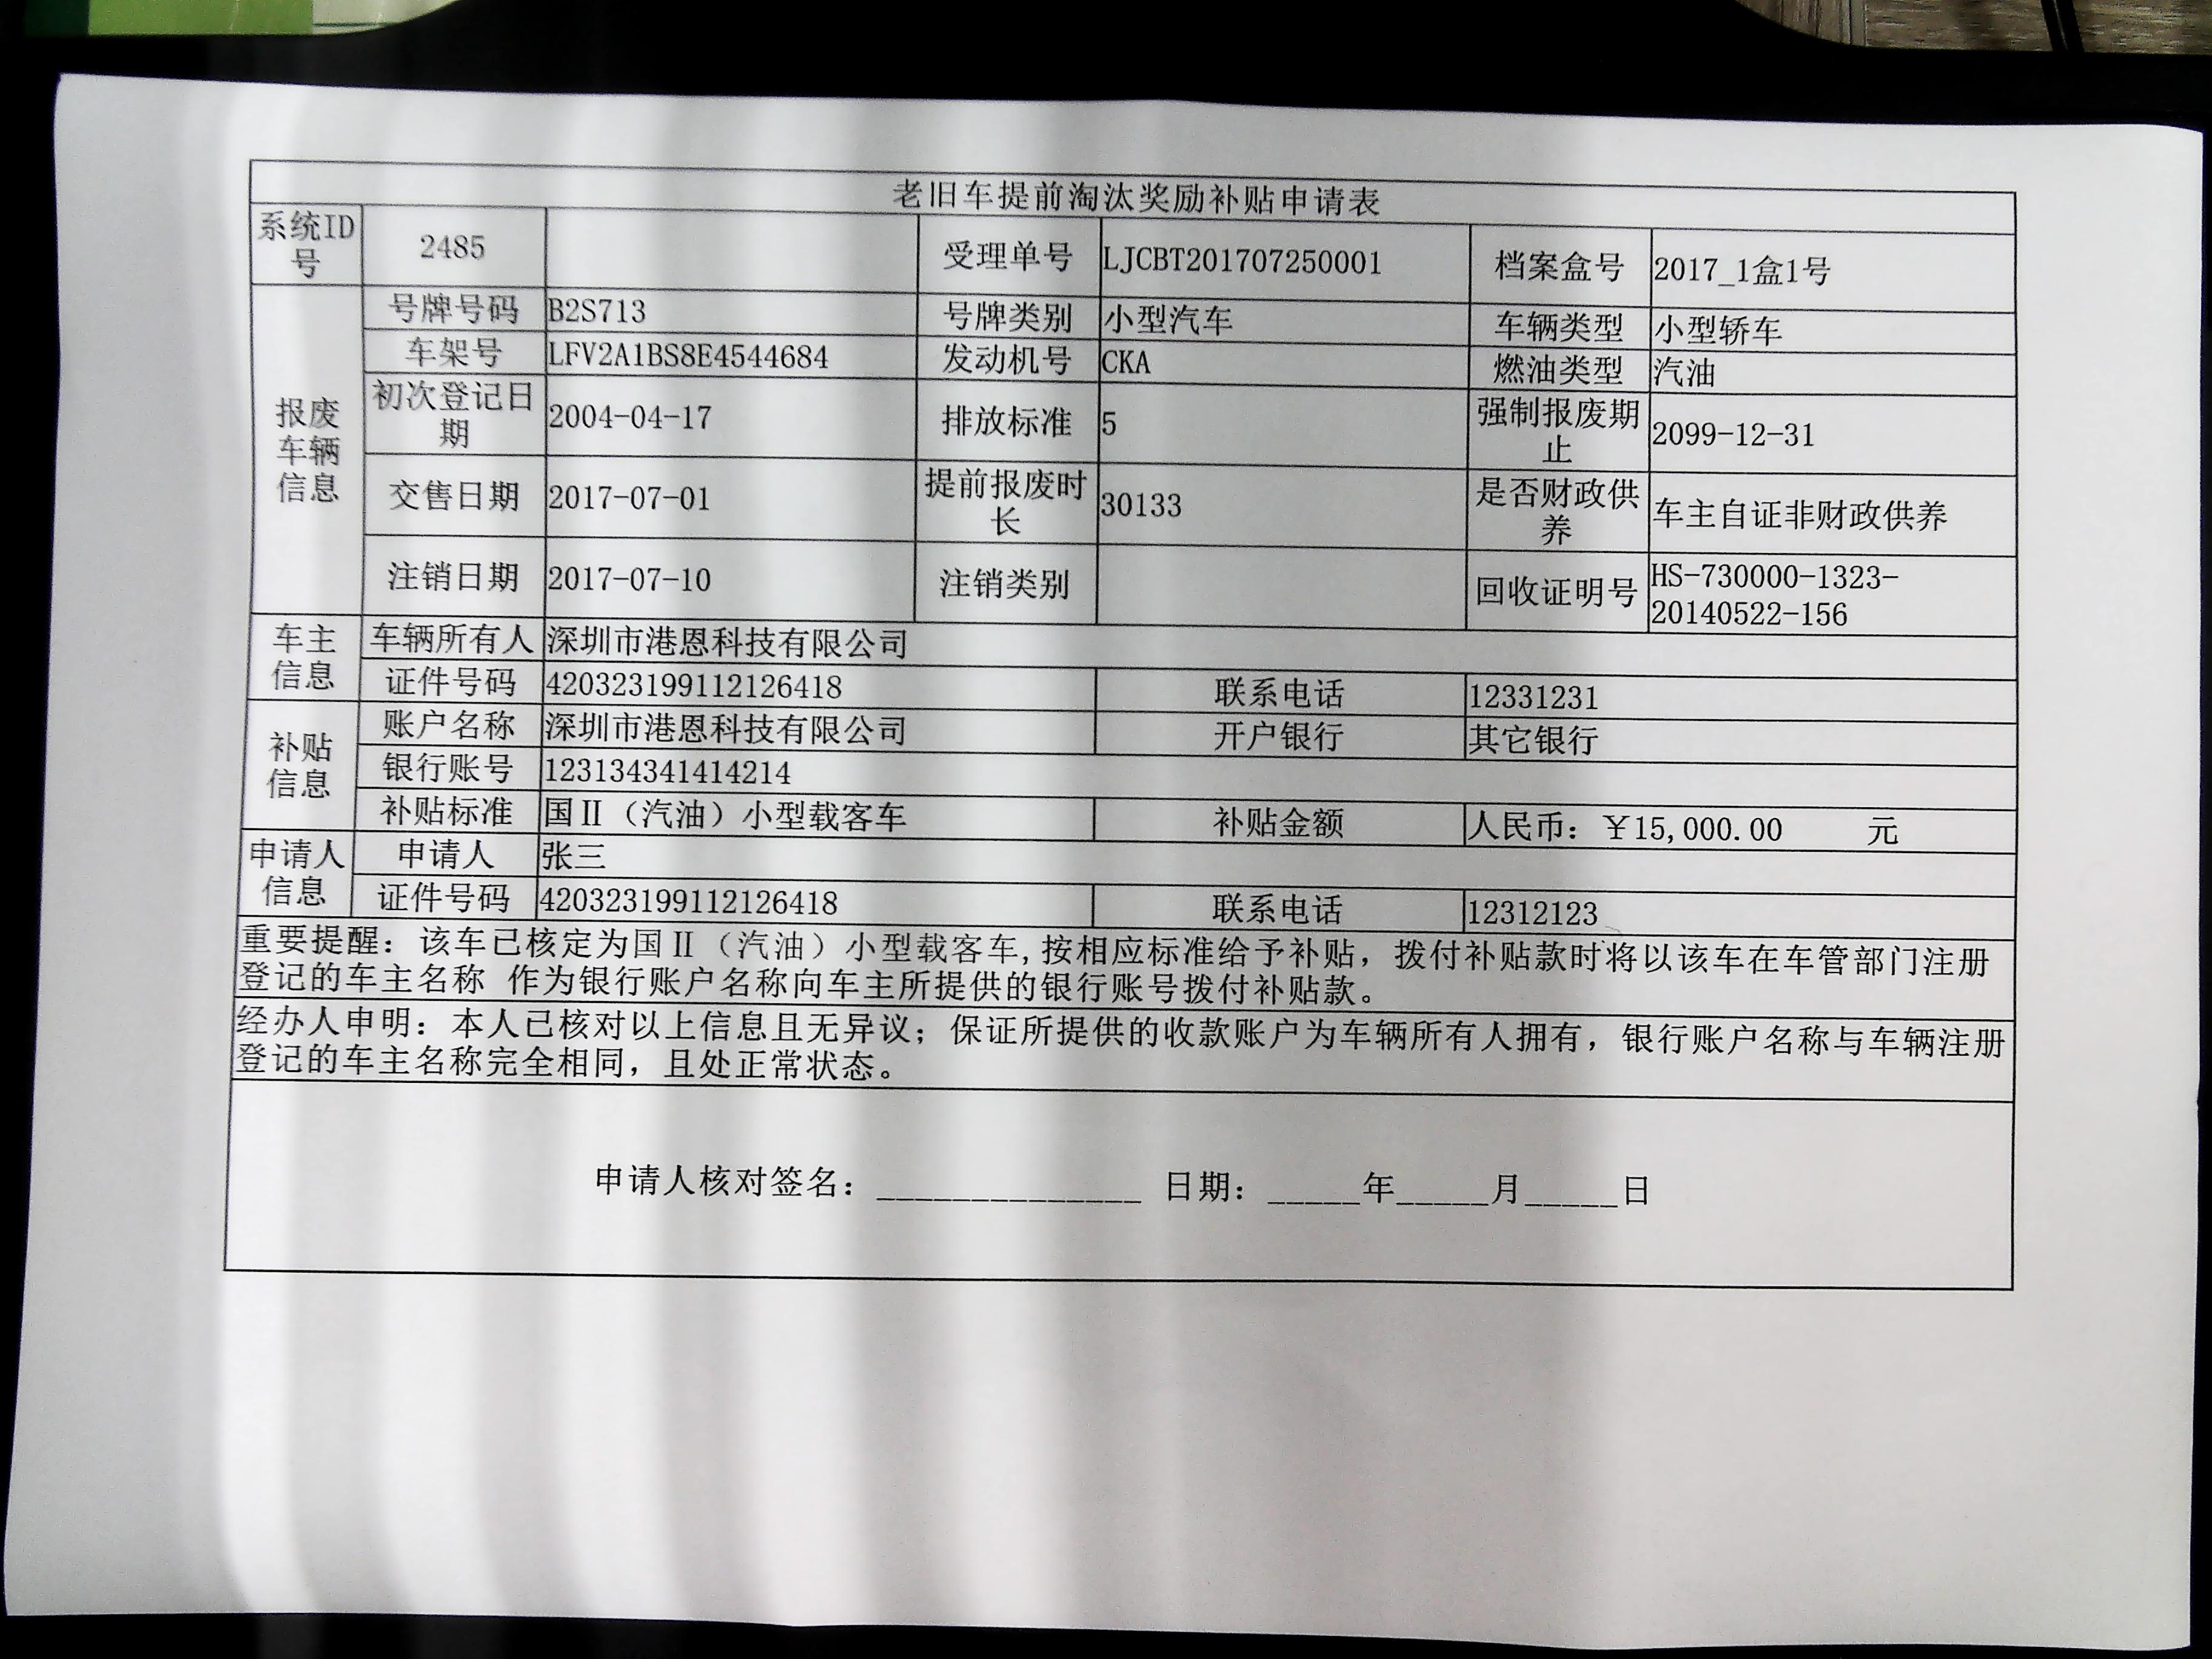 老旧车提前淘汰奖励补贴申请表
系统ID号 2485 受理单号 LJCBT201707250001 档案盒号 2017_1盒1号
报废车辆信息
号牌号码 B2S713 号牌类别 小型汽车 车辆类型 小型轿车
车架号 LFV2A1BS8E4544684 发动机号 CKA 燃油类型 汽油
初次登记日期 2004-04-17 排放标准 5 强制报废期止 2099-12-31
交售日期 2017-07-01 提前报废时长 30133 是否财政供养 车主自证非财政供养
注销日期 2017-07-10 注销类别 回收证明号 HS-730000-1323-20140522-156
车主信息
车辆所有人 深圳市港恩科技有限公司
证件号码 420323199112126418 联系电话 12331231
补贴信息
账户名称 深圳市港恩科技有限公司 开户银行 其它银行
银行账号 123134341414214
补贴标准 国Ⅱ（汽油）小型载客车 补贴金额 人民币：￥15,000.00 元
申请人信息
申请人 张三
证件号码 420323199112126418 联系电话 12312123
重要提醒：该车已核定为国Ⅱ（汽油）小型载客车,按相应标准给予补贴，拨付补贴款时将以该车在车管部门注册
登记的车主名称 作为银行账户名称向车主所提供的银行账号拨付补贴款。
经办人申明：本人已核对以上信息且无异议；保证所提供的收款账户为车辆所有人拥有，银行账户名称与车辆注册
登记的车主名称完全相同，且处正常状态。
申请人核对签名：______________ 日期：_____年_____月_____日